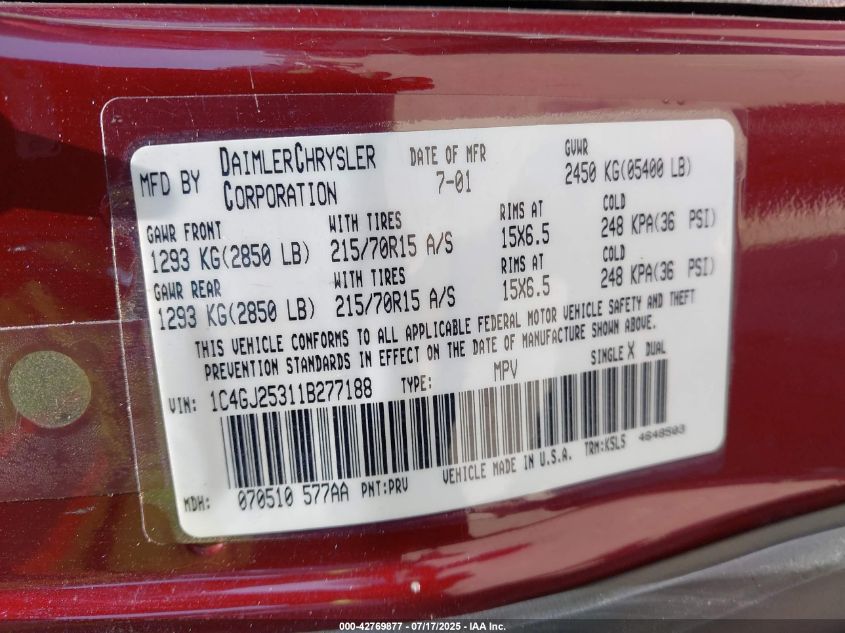 MFD BY DAIMLERCHRYSLER CORPORATION DATE OF MFR 7-01 GVWR 2450 KG(05400 LB)
GAWR FRONT WITH TIRES RIMS AT COLD
1293 KG(2850 LB) 215/70R15 A/S 15X6.5 248 KPA(36 PSI)
GAWR REAR WITH TIRES RIMS AT COLD
1293 KG(2850 LB) 215/70R15 A/S 15X6.5 248 KPA(36 PSI)
THIS VEHICLE CONFORMS TO ALL APPLICABLE FEDERAL MOTOR VEHICLE SAFETY AND THEFT
PREVENTION STANDARDS IN EFFECT ON THE DATE OF MANUFACTURE SHOWN ABOVE.
VIN: 1C4GJ25311B277188 TYPE: MPV SINGLE X DUAL
MDH: 070510 577AA PNT:PRV VEHICLE MADE IN U.S.A. TRM:K5L5 4648503
000-42769877 - 07/17/2025 - IAA Inc.